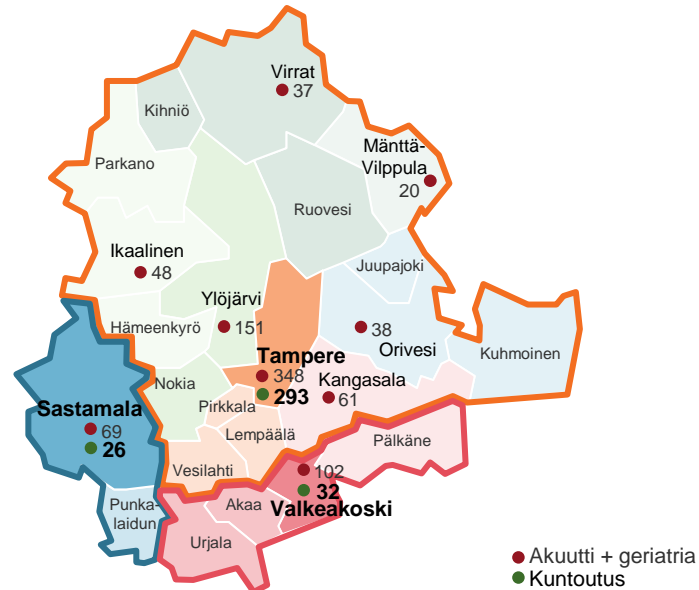 Virrat
37
Kihniö
Mänttä-
Vilppula
20
Parkano
Ruovesi
Ikaalinen
48
Juupajoki
Ylöjärvi
151
Hämeenkyrö
38
Orivesi
Kuhmoinen
Tampere
348
293
Nokia
Kangasala
61
Pirkkala
Sastamala
69
26
Lempäälä
Pälkäne
Vesilahti
102
32
Valkeakoski
Punka-
laidun
Akaa
Urjala
Akuutti + geriatria
Kuntoutus